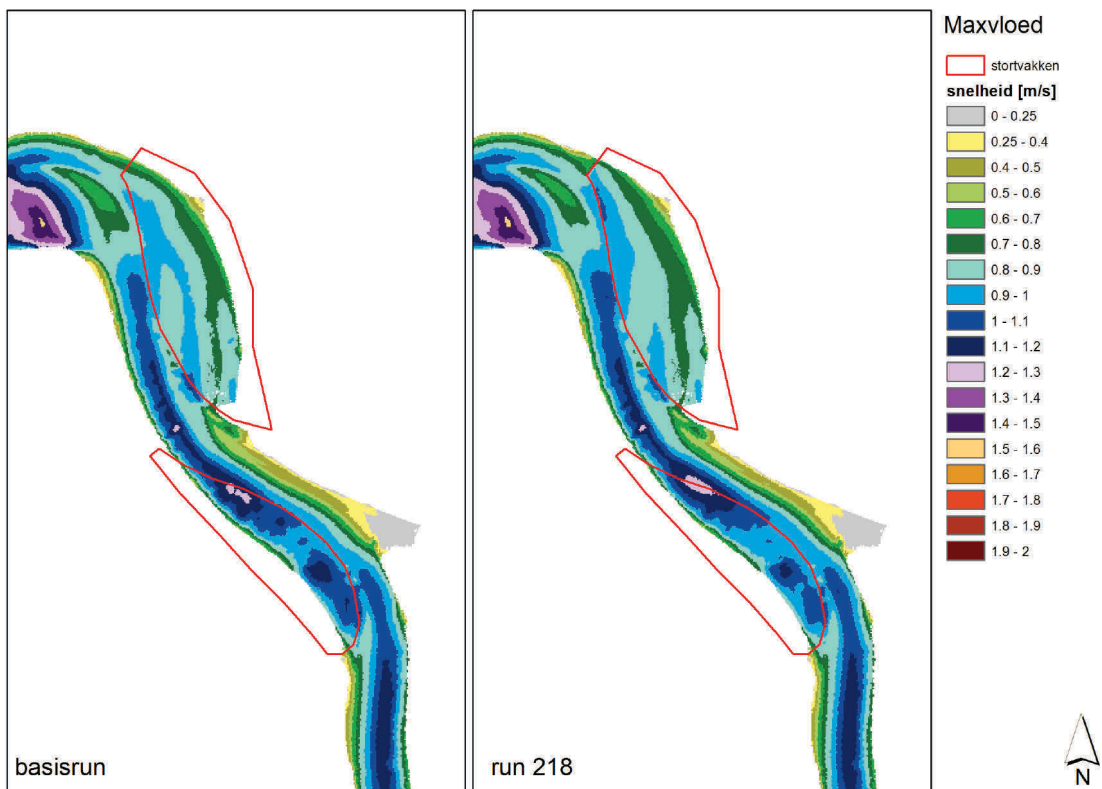 Maxvloed
stortvakken
snelheid [m/s]
0 - 0.25
0.25 - 0.4
0.4 - 0.5
0.5 - 0.6
0.6 - 0.7
0.7 - 0.8
0.8 - 0.9
0.9 - 1
1 - 1.1
1.1 - 1.2
1.2 - 1.3
1.3 - 1.4
1.4 - 1.5
1.5 - 1.6
1.6 - 1.7
1.7 - 1.8
1.8 - 1.9
1.9 - 2
basisrun
run 218
N